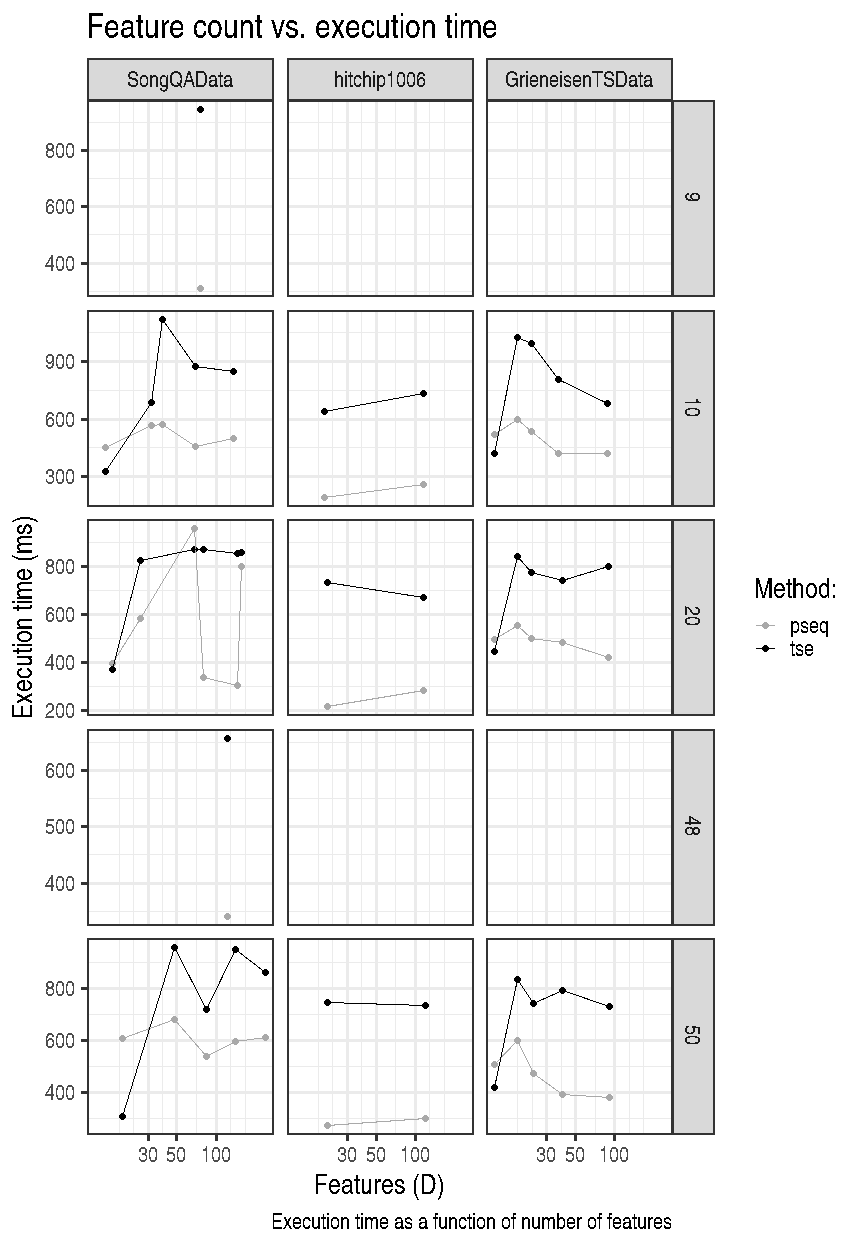 Feature count vs. execution time
SongQAData hitchip1006 GrieneisenTSData
800
600
400
9
900
600
300
10
800
600
400
200
20
600
500
400
48
800
600
400
50
Execution time (ms)
30 50 100 30 50 100 30 50 100
Features (D)
Method:
pseq
tse
Execution time as a function of number of features